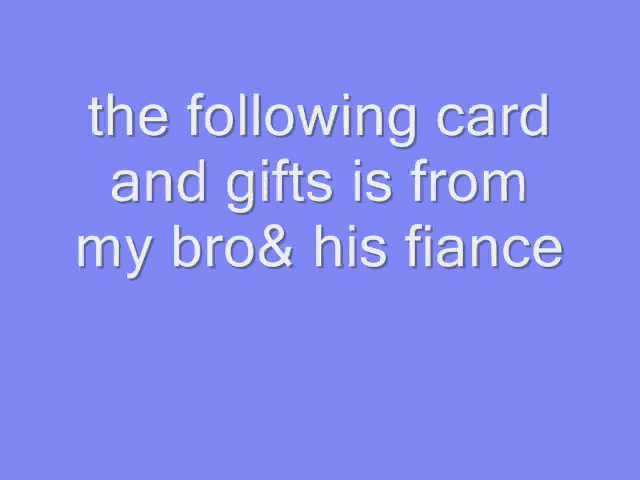 the following card
and gifts is from
my bro& his fiance